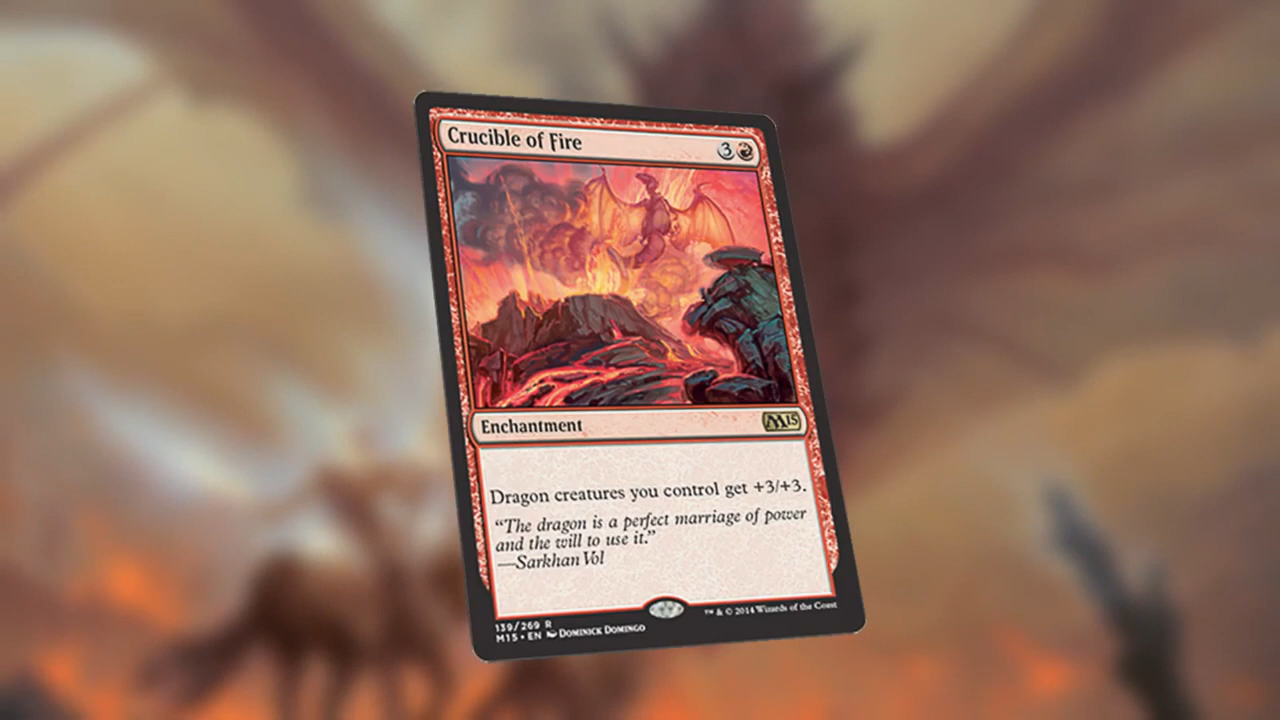 Crucible of Fire
3
Enchantment
M15
Dragon creatures you control get +3/+3.
“The dragon is a perfect marriage of power
and the will to use it.”
—Sarkhan Vol
139/269 R
M15 • EN DOMINICK DOMINGO
™ & © 2014 Wizards of the Coast